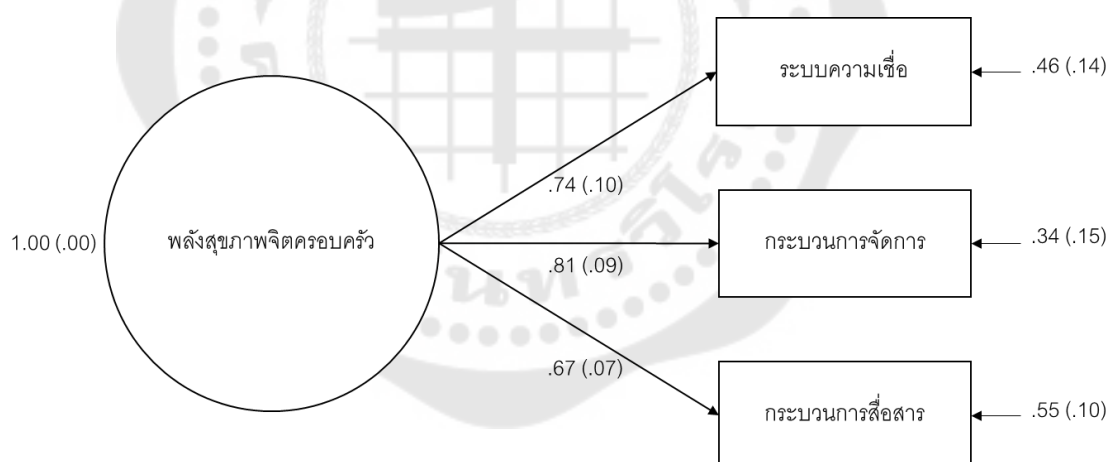 ระบบความเชื่อ
.46 (.14)
.74 (.10)
1.00 (.00)
พลังสุขภาพจิตครอบครัว
กระบวนการจัดการ
.34 (.15)
.81 (.09)
.67 (.07)
กระบวนการสื่อสาร
.55 (.10)